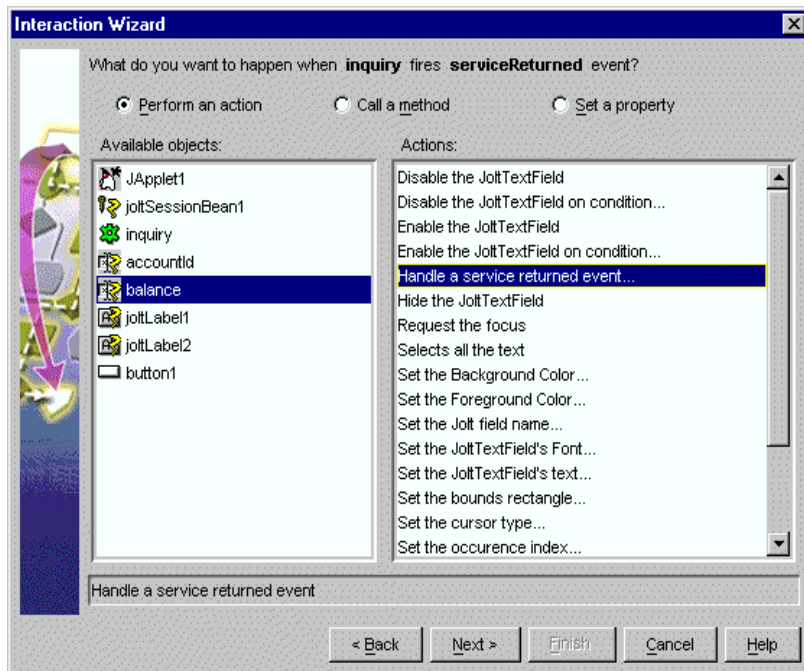 Interaction Wizard
What do you want to happen when inquiry fires serviceReturned event?
Perform an action
Call a method
Set a property
Available objects:
JApplet1
joltSessionBean1
inquiry
accountId
balance
joltLabel1
joltLabel2
button1
Actions:
Disable the JoltTextField
Disable the JoltTextField on condition...
Enable the JoltTextField
Enable the JoltTextField on condition...
Handle a service returned event...
Hide the JoltTextField
Request the focus
Selects all the text
Set the Background Color...
Set the Foreground Color...
Set the Jolt field name...
Set the JoltTextField's Font...
Set the JoltTextField's text...
Set the bounds rectangle...
Set the cursor type...
Set the occurence index...
Handle a service returned event
< Back
Next >
Finish
Cancel
Help